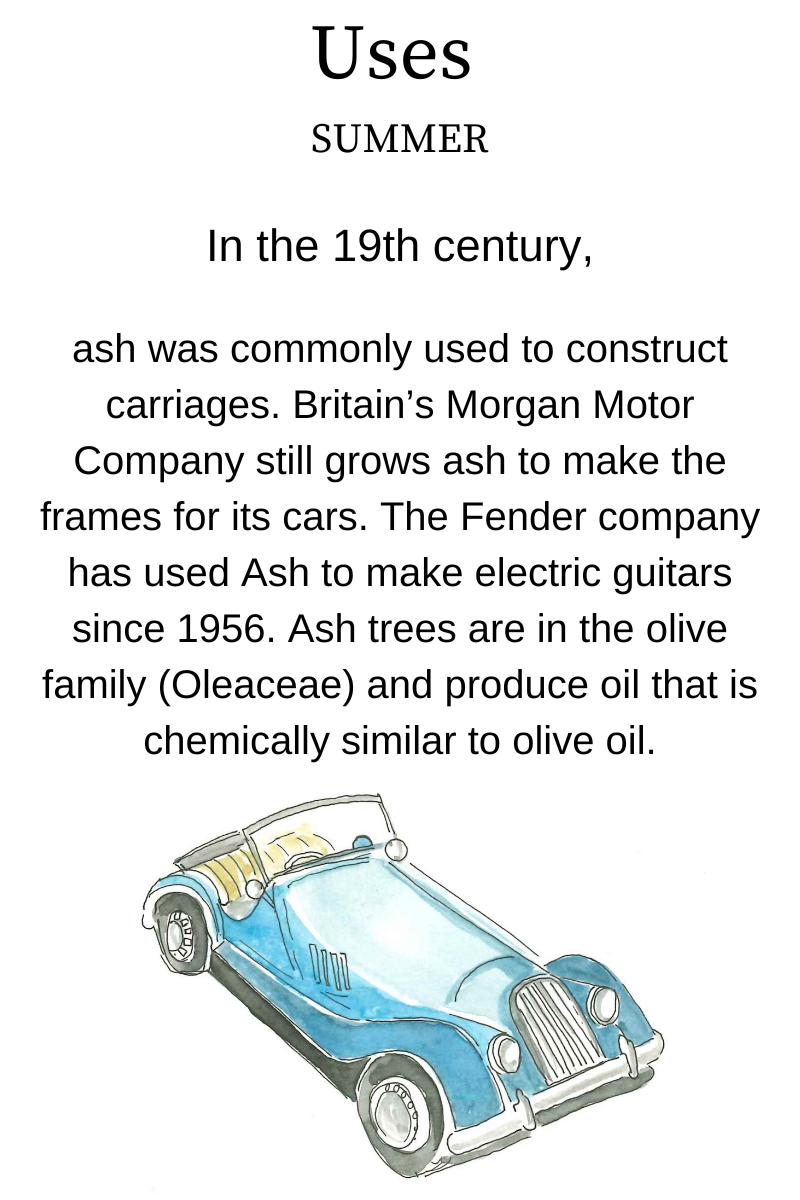 Uses
SUMMER
In the 19th century,
ash was commonly used to construct
carriages. Britain’s Morgan Motor
Company still grows ash to make the
frames for its cars. The Fender company
has used Ash to make electric guitars
since 1956. Ash trees are in the olive
family (Oleaceae) and produce oil that is
chemically similar to olive oil.